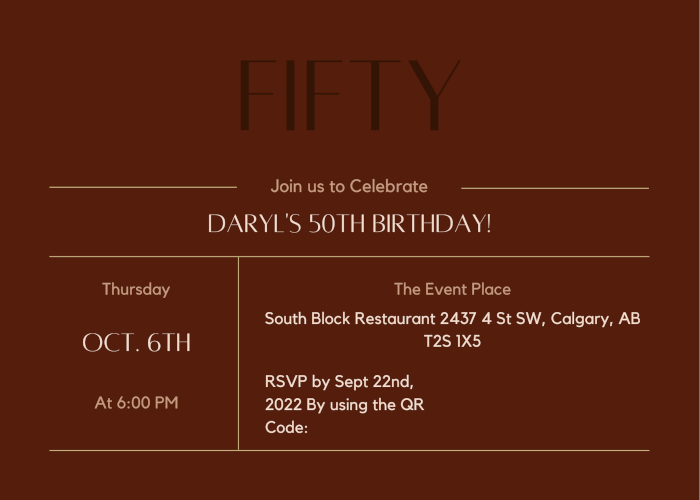 FIFTY
Join us to Celebrate
DARYL'S 50TH BIRTHDAY!
Thursday
OCT. 6TH
At 6:00 PM
The Event Place
South Block Restaurant 2437 4 St SW, Calgary, AB
T2S 1X5
RSVP by Sept 22nd,
2022 By using the QR
Code: